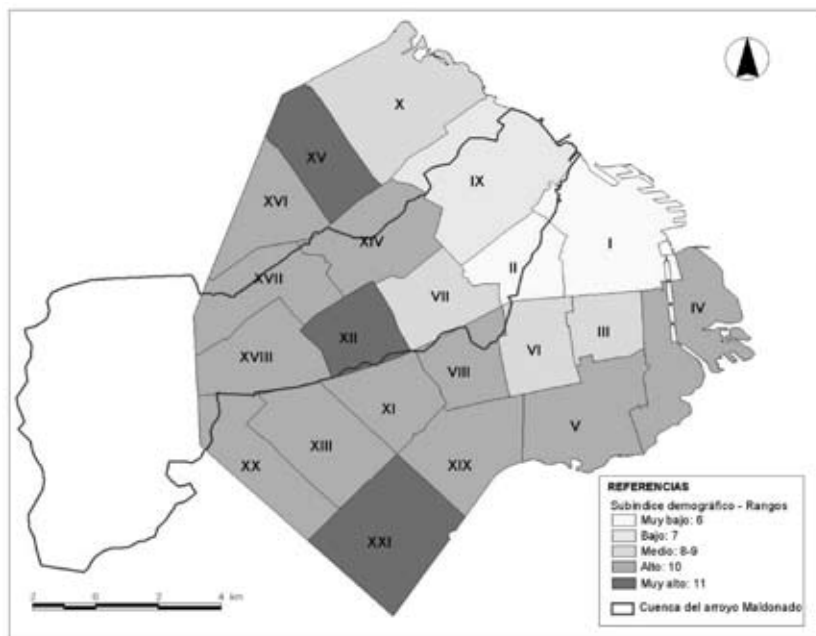 X
XV
IX
XVI
XIV
I
II
XVII
VII
IV
XII
III
XVIII
VI
VIII
XI
V
XIII
XX
XIX
XXI
REFERENCIAS
Subíndice demográfico - Rangos
Muy bajo: 6
Bajo: 7
Medio: 8-9
Alto: 10
Muy alto: 11
Cuenca del arroyo Maldonado
2 0 2 4 km